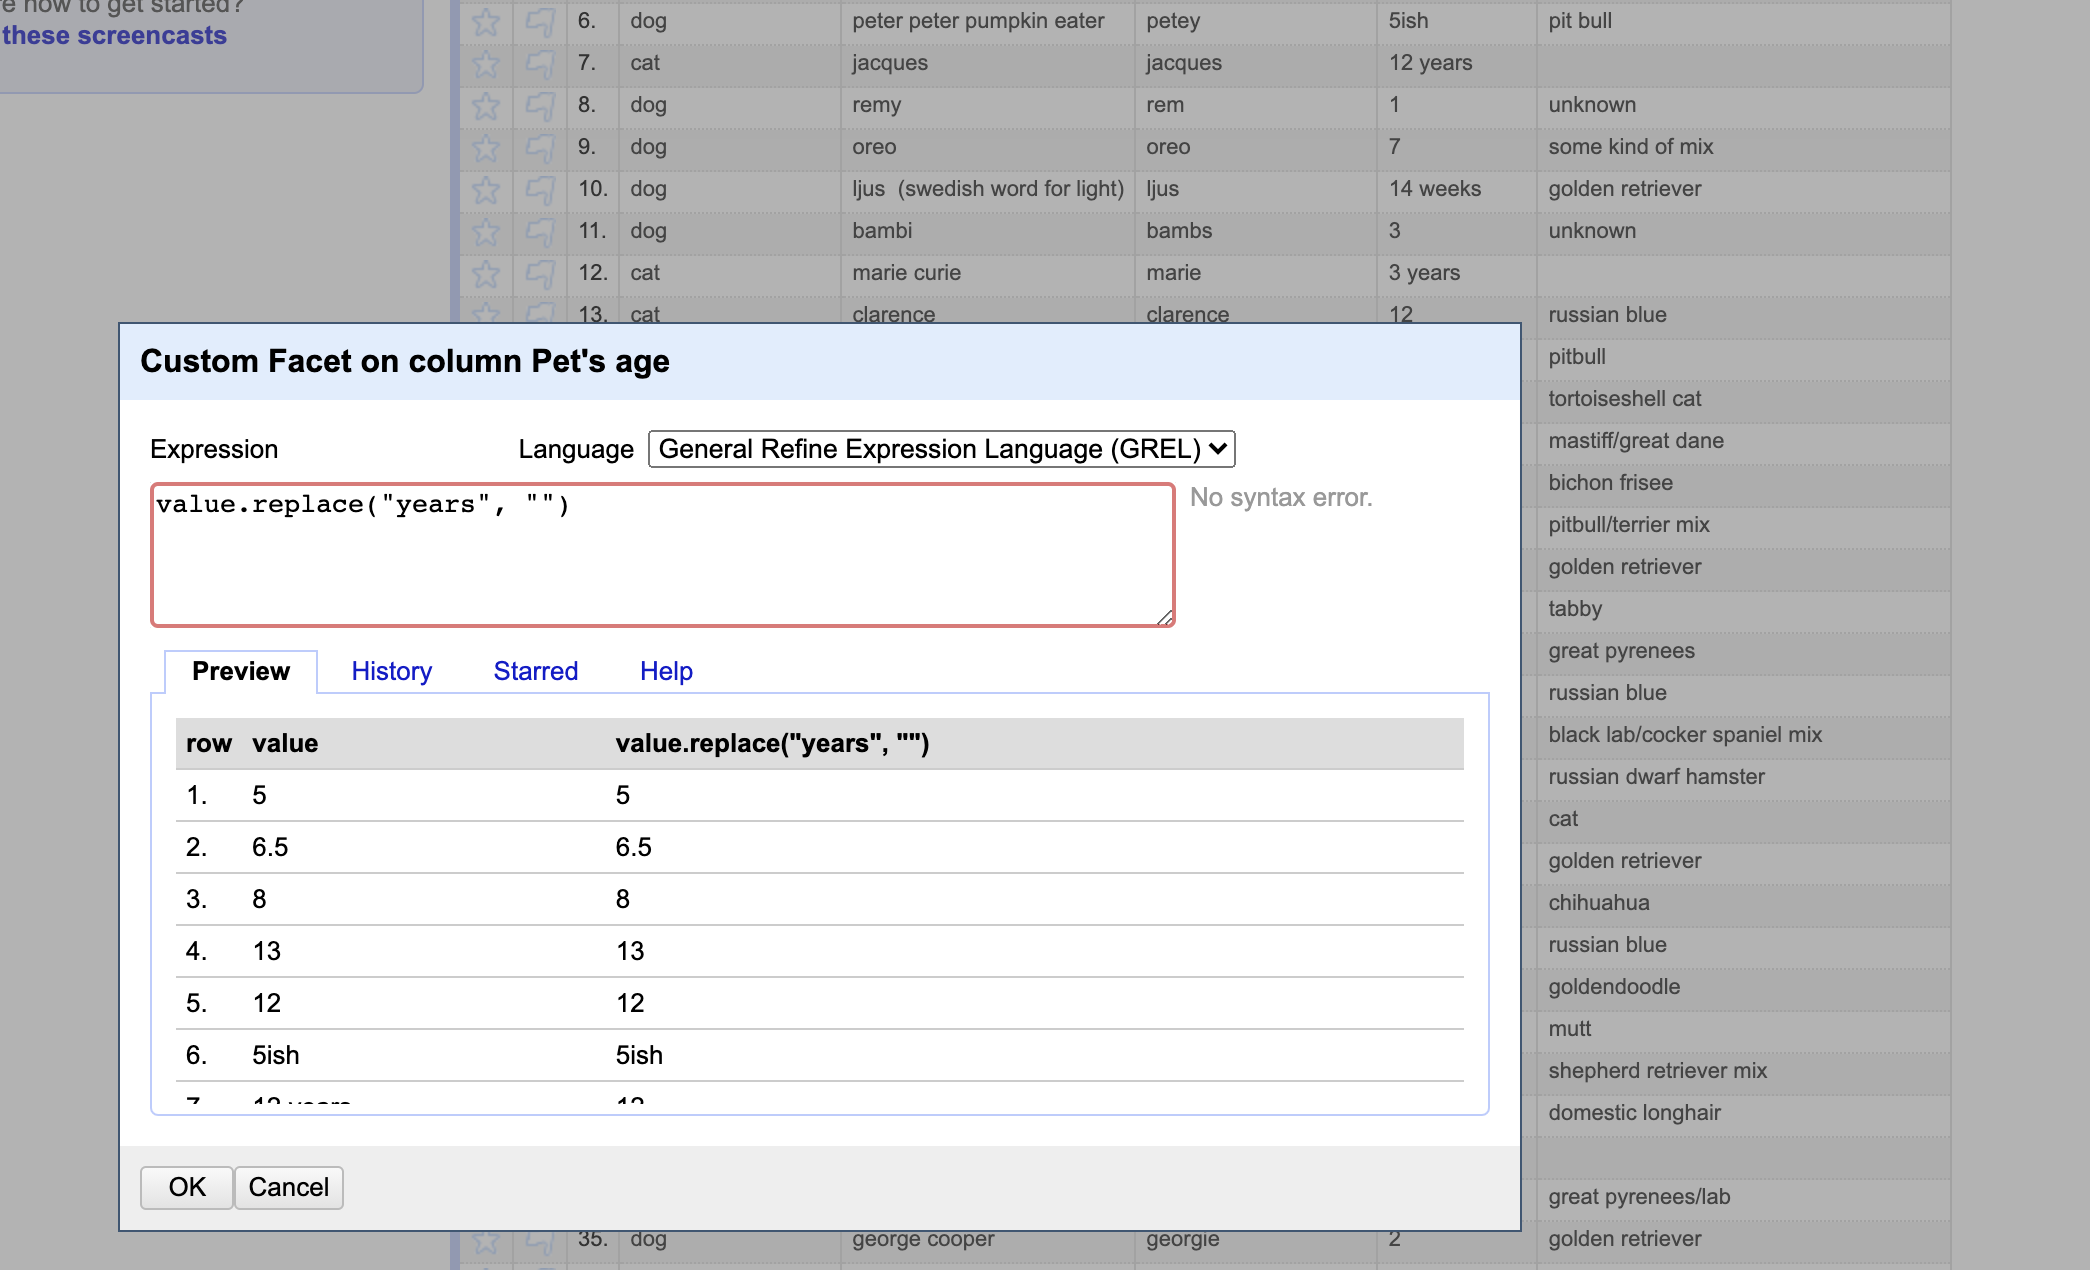 how to get started?
these screencasts
6. dog peter peter pumpkin eater petey 5ish pit bull
7. cat jacques jacques 12 years
8. dog remy rem 1 unknown
9. dog oreo oreo 7 some kind of mix
10. dog ljus (swedish word for light) ljus 14 weeks golden retriever
11. dog bambi bambs 3 unknown
12. cat marie curie marie 3 years
13. cat clarence clarence 12 russian blue
pitbull
tortoiseshell cat
mastiff/great dane
bichon frisee
pitbull/terrier mix
golden retriever
tabby
great pyrenees
russian blue
black lab/cocker spaniel mix
russian dwarf hamster
cat
golden retriever
chihuahua
russian blue
goldendoodle
mutt
shepherd retriever mix
domestic longhair
great pyrenees/lab
35. dog george cooper georgie 2 golden retriever
Custom Facet on column Pet's age
Expression Language General Refine Expression Language (GREL)
value.replace("years", "")
No syntax error.
Preview History Starred Help
row value value.replace("years", "")
1. 5 5
2. 6.5 6.5
3. 8 8
4. 13 13
5. 12 12
6. 5ish 5ish
7. 12 years 12
OK Cancel